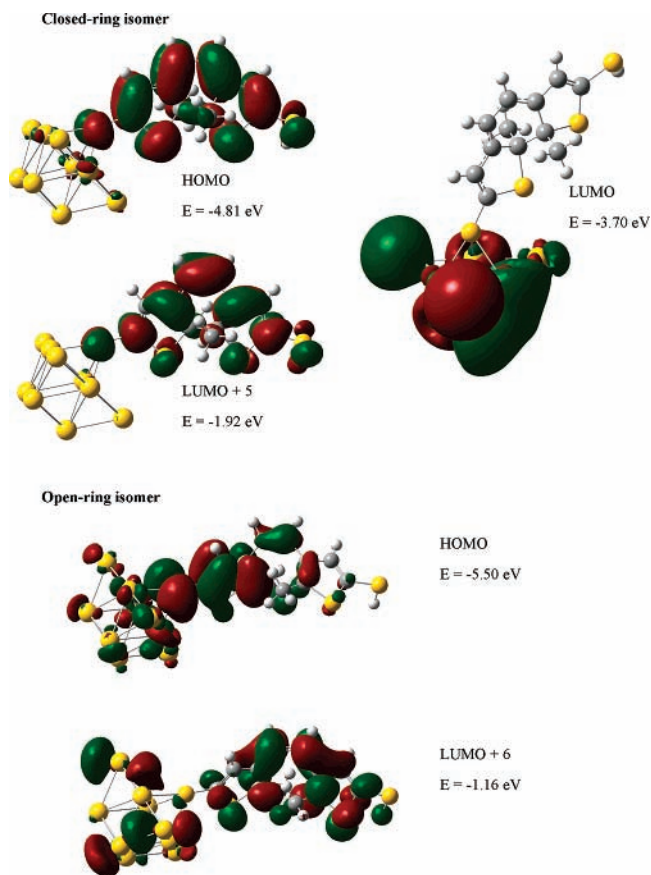 Closed-ring isomer
HOMO
E = -4.81 eV
LUMO
E = -3.70 eV
LUMO + 5
E = -1.92 eV
Open-ring isomer
HOMO
E = -5.50 eV
LUMO + 6
E = -1.16 eV